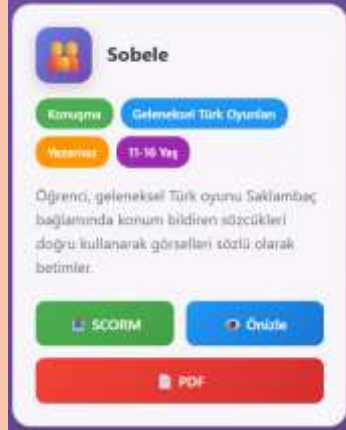 Sobele
Konuşma
Geleneksel Türk Oyunları
11-16 Yaş
Öğrenci, geleneksel Türk oyunu Saklambaç
bağlamında konum bildiren sözcükleri
doğru kullanarak görselleri sözlü olarak
betimler.
SCORM
Önizle
PDF